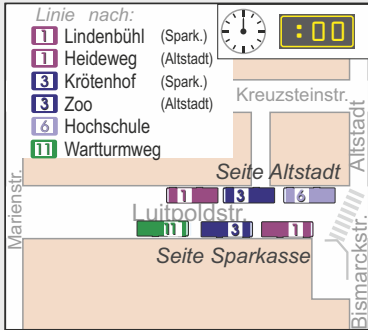 Linie nach:
1 Lindenbühl (Spark.)
1 Heideweg (Altstadt)
3 Krötenhof (Spark.)
3 Zoo (Altstadt)
6 Hochschule
11 Wartturmweg
:00
Kreuzsteinstr.
Altstadt
Seite Altstadt
1 3 6
Marienstr.
Luitpoldstr.
11 3 1
Seite Sparkasse
Bismarckstr.